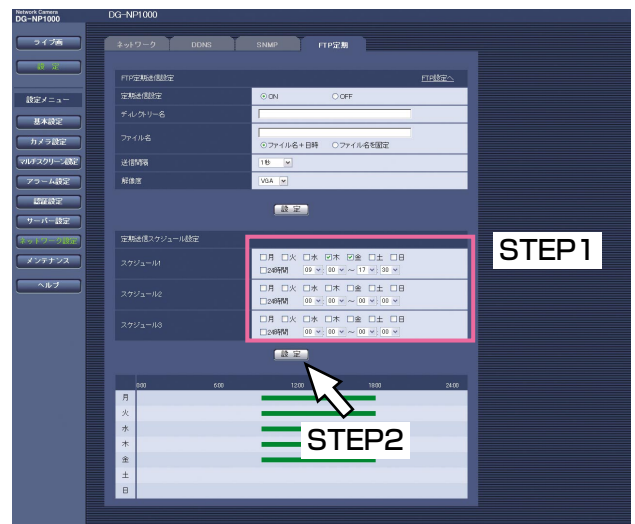 Network Camera
DG-NP1000
DG-NP1000
ライブ画
設 定
設定メニュー
基本設定
カメラ設定
マルチスクリーン設定
アラーム設定
認証設定
サーバー設定
ネットワーク設定
メンテナンス
ヘルプ
ネットワーク DDNS SNMP FTP定期
FTP定期送信設定 FTP設定へ
定期送信設定 ON OFF
ディレクトリー名
ファイル名
ファイル名+日時 ファイル名を固定
送信間隔 1秒
解像度 VGA
設 定
定期送信スケジュール設定
スケジュール1 月 火 水 木 金 土 日
24時間 09 : 00 ~ 17 : 30
スケジュール2 月 火 水 木 金 土 日
24時間 00 : 00 ~ 00 : 00
スケジュール3 月 火 水 木 金 土 日
24時間 00 : 00 ~ 00 : 00
STEP1
設 定
STEP2
0:00 6:00 12:00 18:00 24:00
月
火
水
木
金
土
日